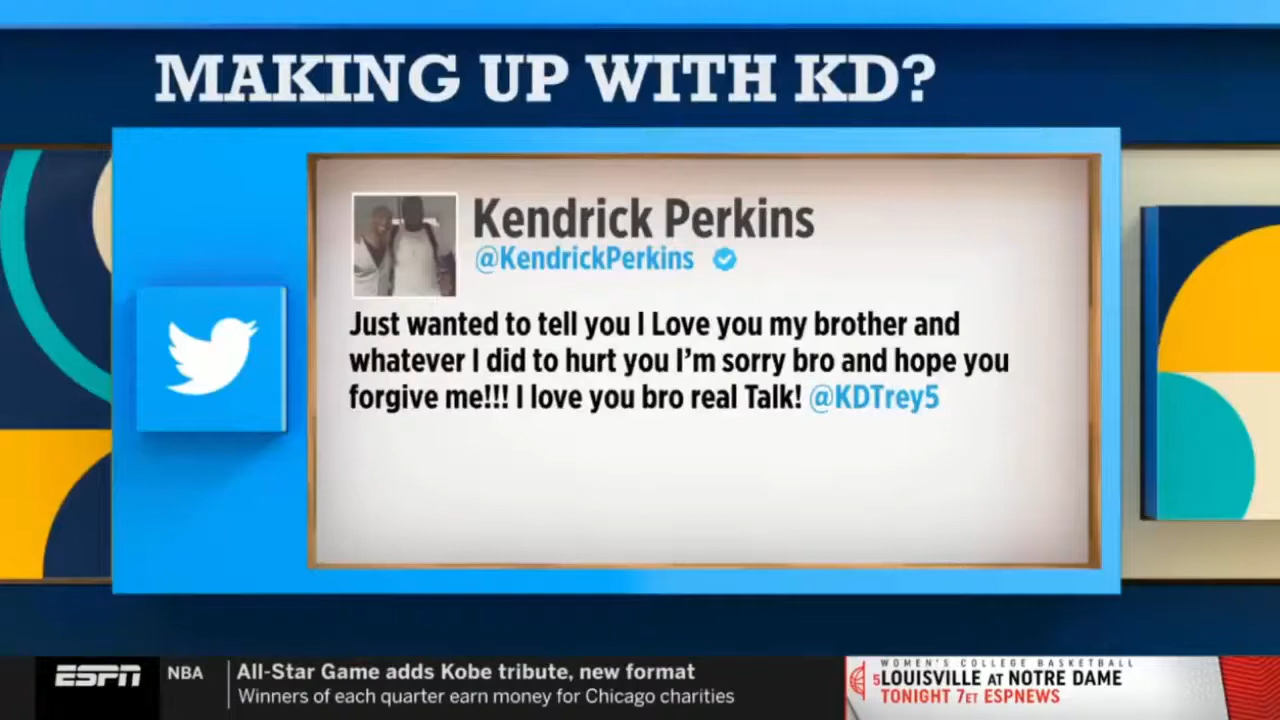 MAKING UP WITH KD?
Kendrick Perkins
@KendrickPerkins
Just wanted to tell you I Love you my brother and
whatever I did to hurt you I'm sorry bro and hope you
forgive me!!! I love you bro real Talk! @KDTrey5
ESPN
NBA
All-Star Game adds Kobe tribute, new format
Winners of each quarter earn money for Chicago charities
WOMEN'S COLLEGE BASKETBALL
5 LOUISVILLE AT NOTRE DAME
TONIGHT 7ET ESPNEWS